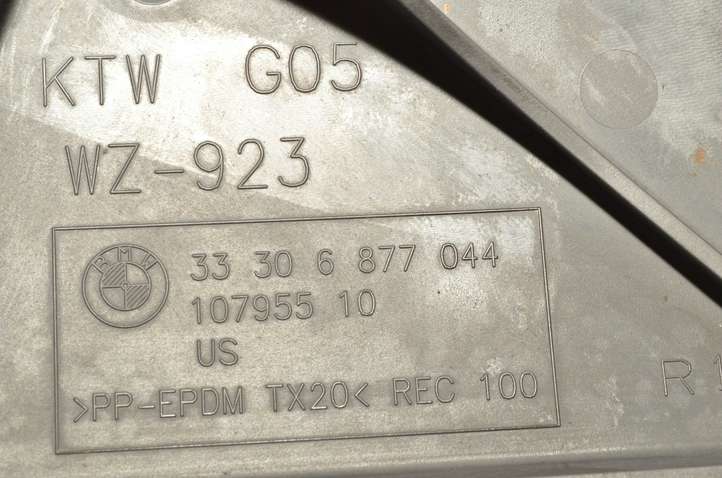 KTW G05
WZ-923
BMW
33 30 6 877 044
107955 10
US
>PP-EPDM TX20< REC 100
R